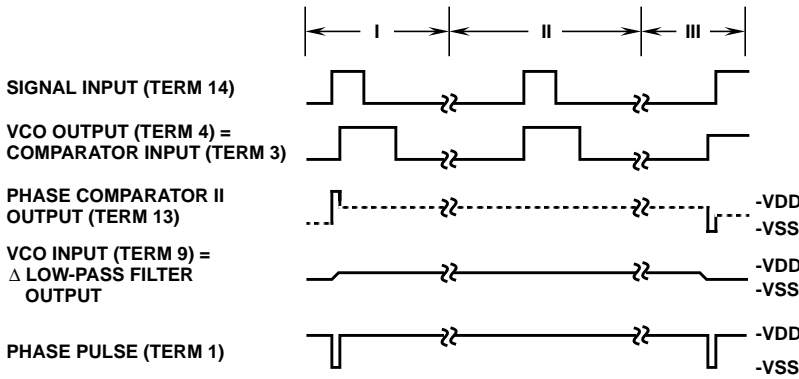 I II III
SIGNAL INPUT (TERM 14)
VCO OUTPUT (TERM 4) =
COMPARATOR INPUT (TERM 3)
PHASE COMPARATOR II
OUTPUT (TERM 13)
-VDD
-VSS
VCO INPUT (TERM 9) =
∆ LOW-PASS FILTER
OUTPUT
-VDD
-VSS
PHASE PULSE (TERM 1)
-VDD
-VSS